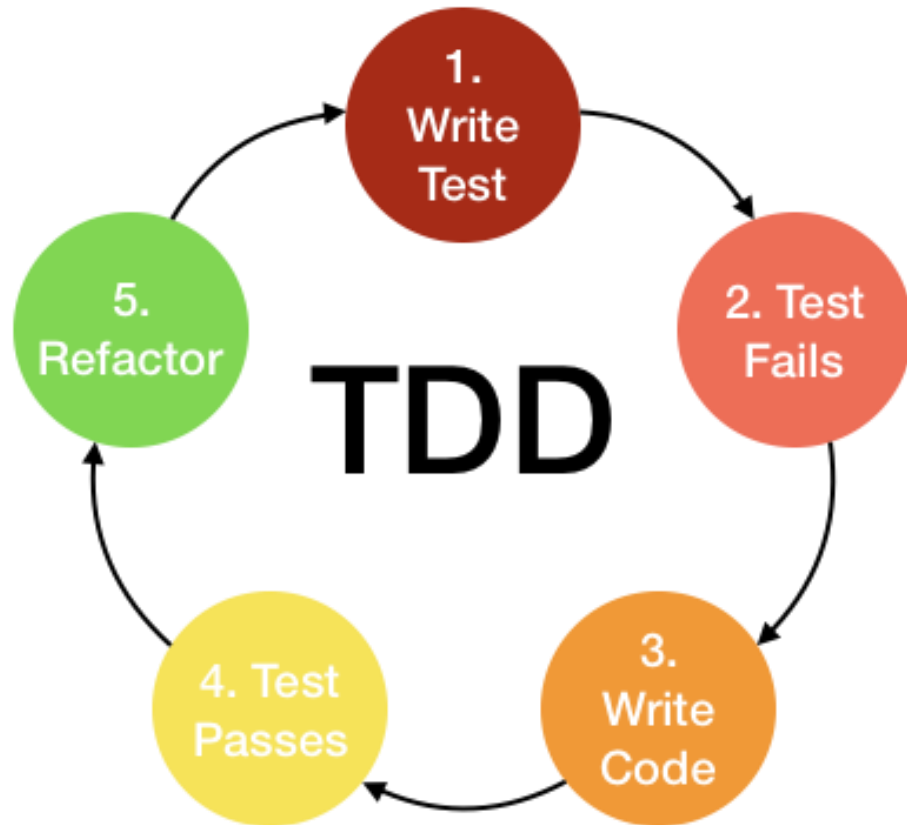 1.
Write
Test
2. Test
Fails
3.
Write
Code
4. Test
Passes
5.
Refactor
TDD